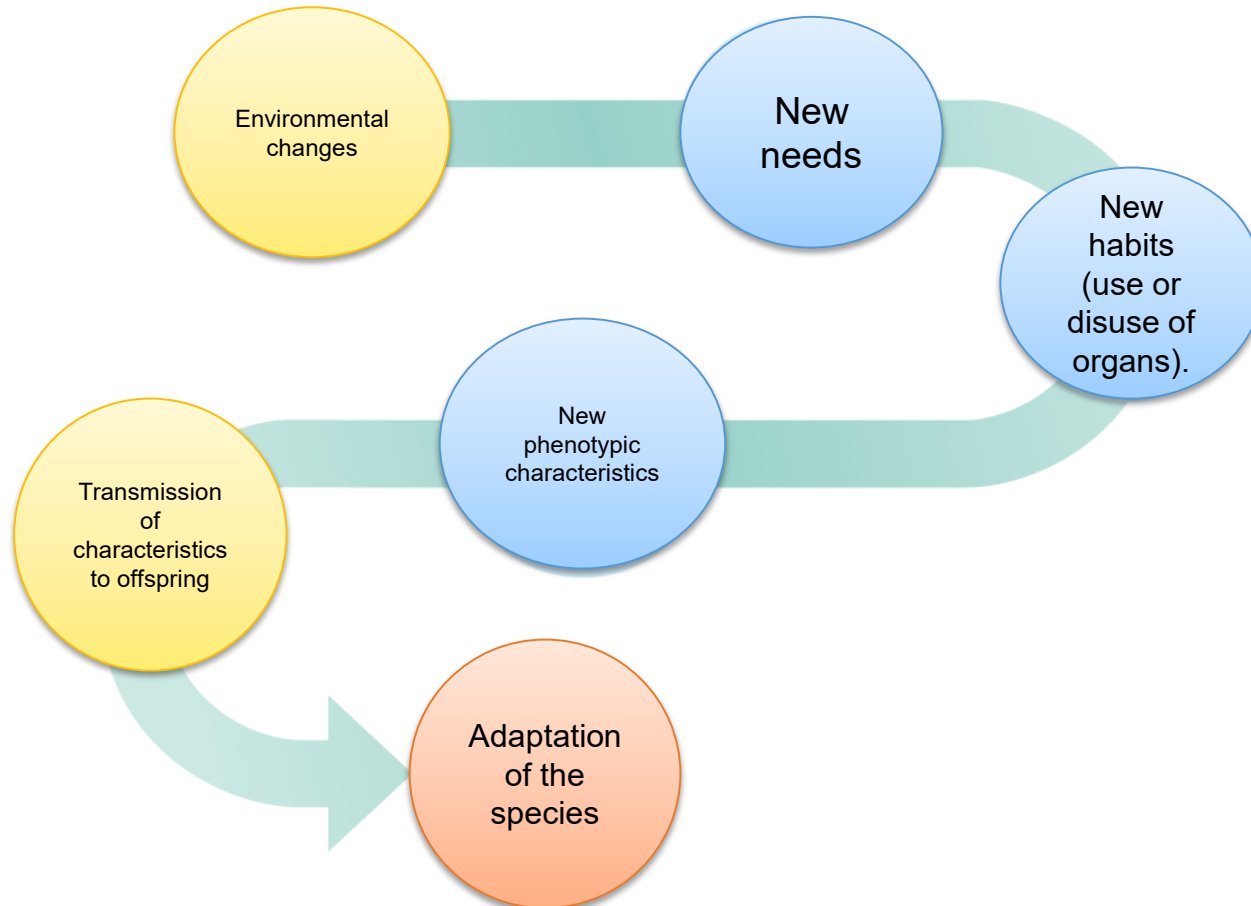 Environmental
changes
New
needs
New
habits
(use or
disuse of
organs).
New
phenotypic
characteristics
Transmission
of
characteristics
to offspring
Adaptation
of the
species